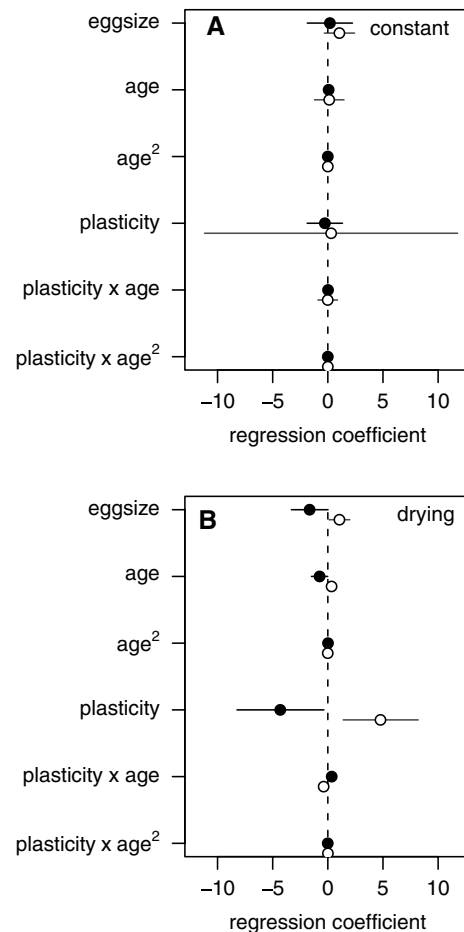 A
constant
eggsize
age
age²
plasticity
plasticity x age
plasticity x age²
−10 −5 0 5 10
regression coefficient
B
drying
eggsize
age
age²
plasticity
plasticity x age
plasticity x age²
−10 −5 0 5 10
regression coefficient